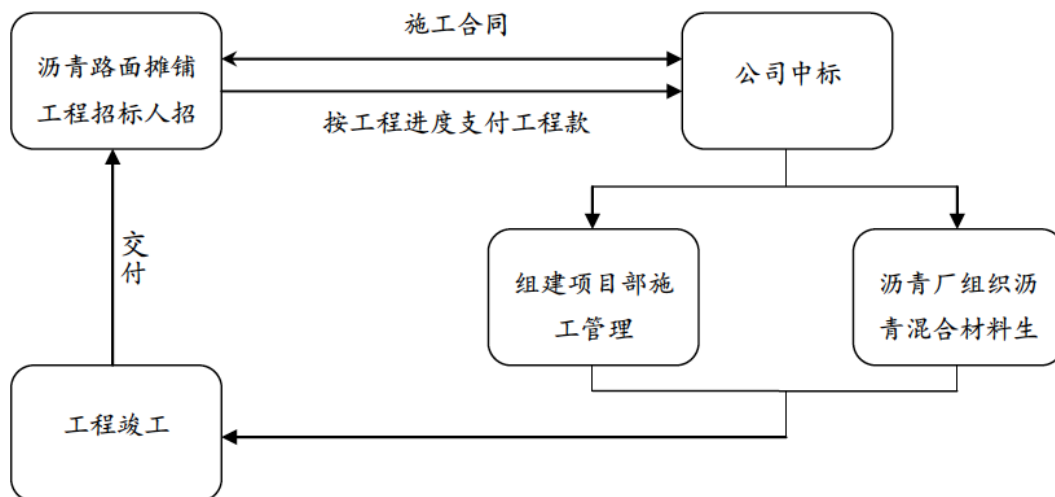 施工合同
沥青路面摊铺
工程招标人招
公司中标
按工程进度支付工程款
交
付
组建项目部施
工管理
沥青厂组织沥
青混合材料生
工程竣工